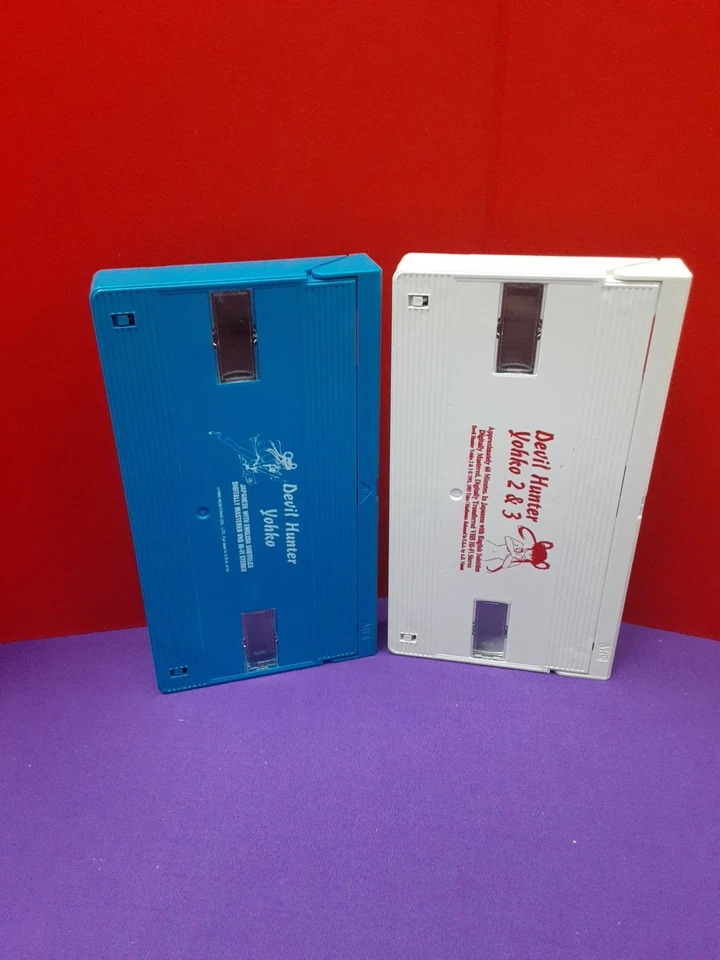 Devil Hunter
Yohko
JAPANESE WITH ENGLISH SUBTITLES
DIGITALLY MASTERED VHS HI-FI STEREO
Devil Hunter
Yohko 2 & 3
Approximately 60 Minutes. In Japanese with English Subtitles
Digitally Mastered, Digitally Transferred VHS Hi-Fi Stereo
VHS